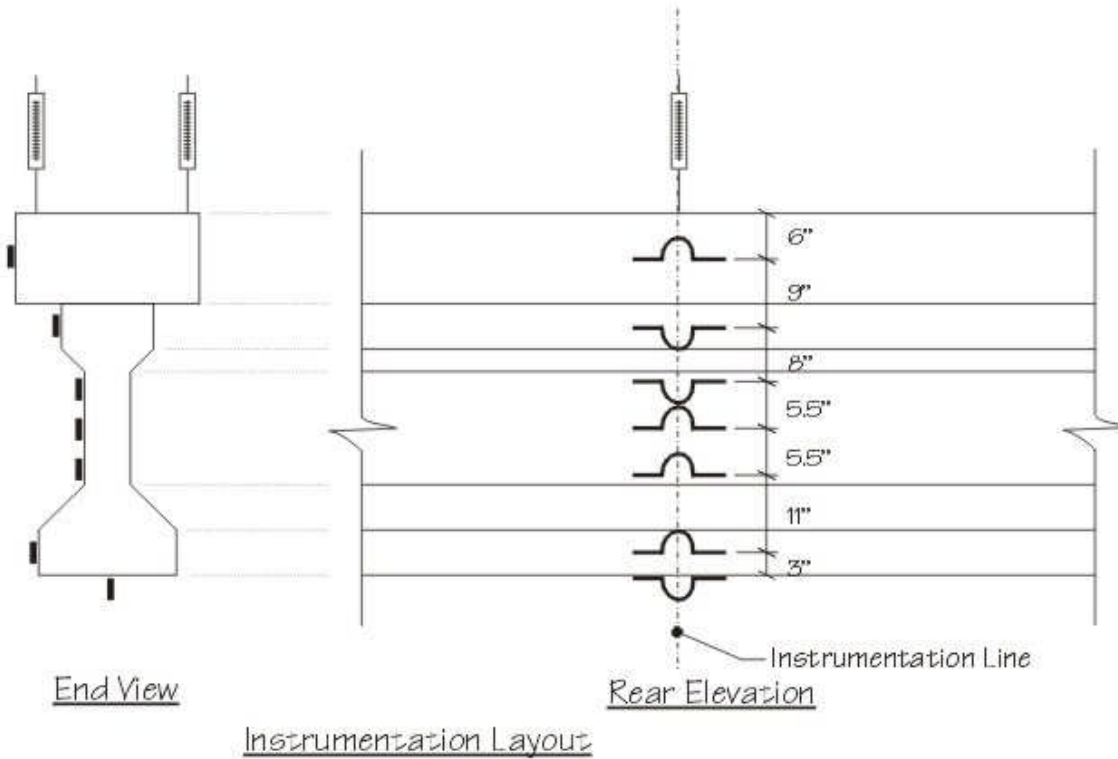 6"
9"
8"
5.5"
5.5"
11"
3"
Instrumentation Line
End View
Rear Elevation
Instrumentation Layout